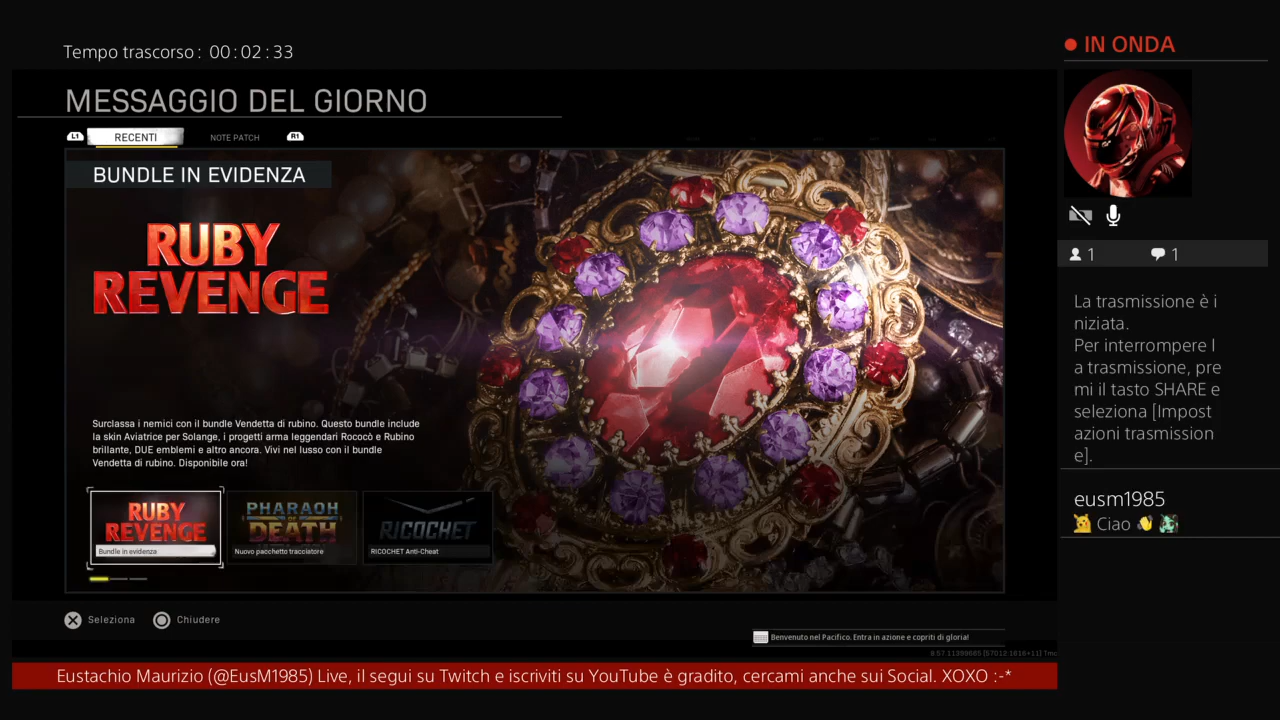 Tempo trascorso : 00:02:33
IN ONDA
MESSAGGIO DEL GIORNO
L1 RECENTI NOTE PATCH R1
BUNDLE IN EVIDENZA
RUBY
REVENGE
Surclassa i nemici con il bundle Vendetta di rubino. Questo bundle include
la skin Aviatrice per Solange, i progetti arma leggendari Rococò e Rubino
brillante, DUE emblemi e altro ancora. Vivi nel lusso con il bundle
Vendetta di rubino. Disponibile ora!
RUBY
REVENGE
Bundle in evidenza
PHARAOH
OF
DEATH
Nuovo pacchetto tracciatore
RICOCHET
RICOCHET Anti-Cheat
Seleziona Chiudere
Benvenuto nel Pacifico. Entra in azione e copriti di gloria!
1 1
La trasmissione è i
niziata.
Per interrompere l
a trasmissione, pre
mi il tasto SHARE e
seleziona [Impost
azioni trasmission
e].
eusm1985
Ciao
Eustachio Maurizio (@EusM1985) Live, il segui su Twitch e iscriviti su YouTube è gradito, cercami anche sui Social. XOXO :-*